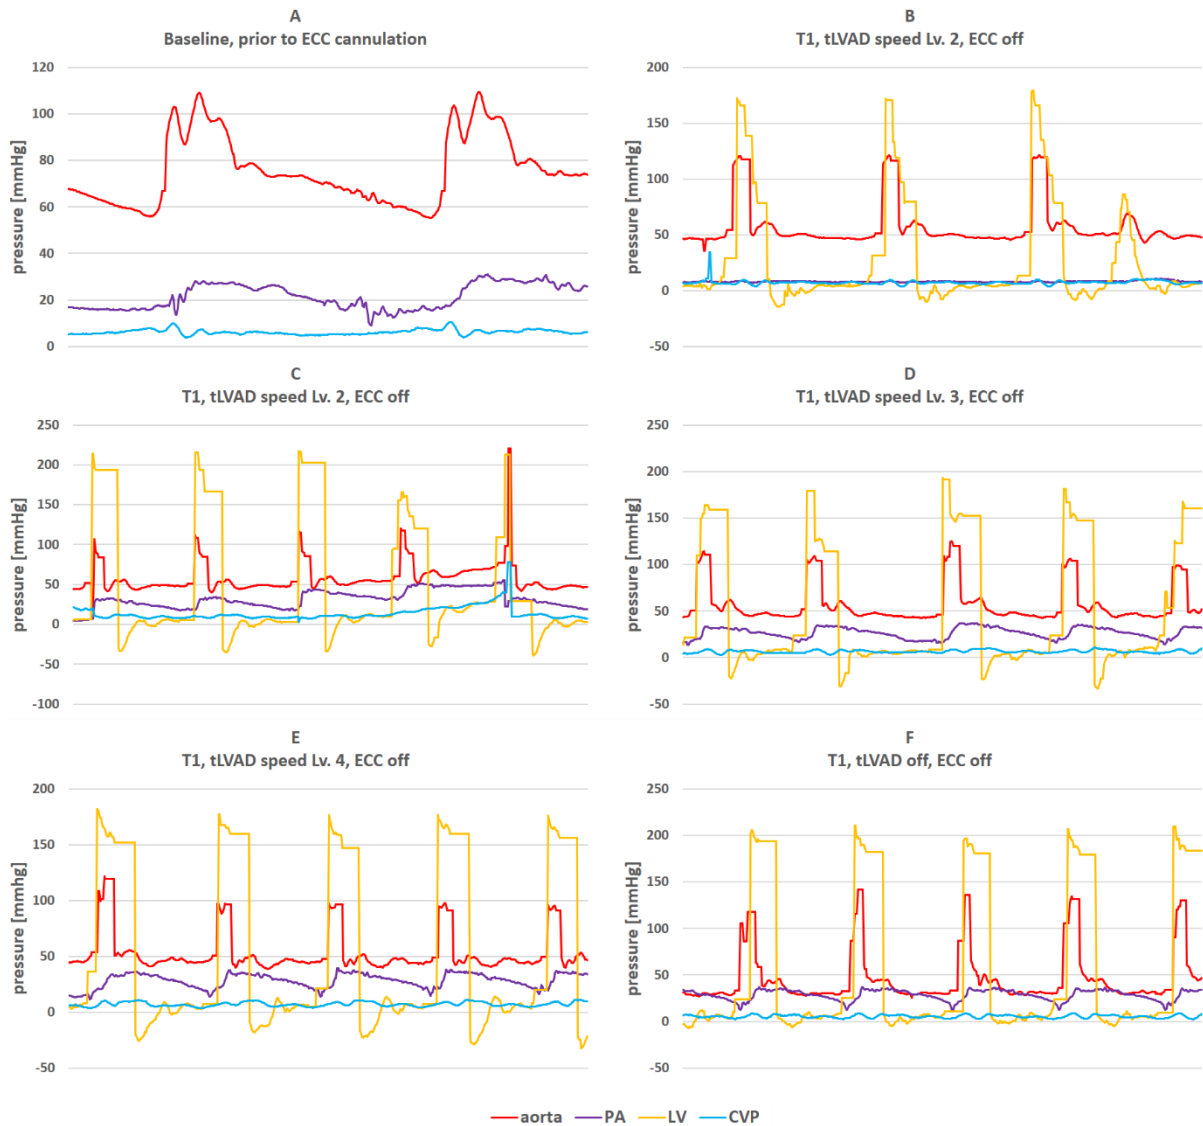 A
Baseline, prior to ECC cannulation
pressure [mmHg]
120
100
80
60
40
20
0
B
T1, tLVAD speed Lv. 2, ECC off
pressure [mmHg]
200
150
100
50
0
-50
C
T1, tLVAD speed Lv. 2, ECC off
pressure [mmHg]
250
200
150
100
50
0
-50
-100
D
T1, tLVAD speed Lv. 3, ECC off
pressure [mmHg]
250
200
150
100
50
0
-50
E
T1, tLVAD speed Lv. 4, ECC off
pressure [mmhg]
200
150
100
50
0
-50
F
T1, tLVAD off, ECC off
pressure [mmHg]
250
200
150
100
50
0
-50
aorta PA LV CVP